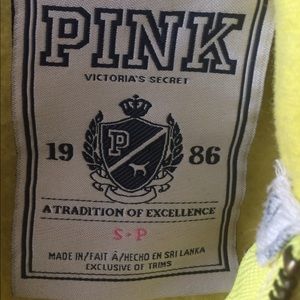 PINK
VICTORIA'S SECRET
P
19 86
A TRADITION OF EXCELLENCE
S • P
MADE IN/FAIT À/HECHO EN SRI LANKA
EXCLUSIVE OF TRIMS